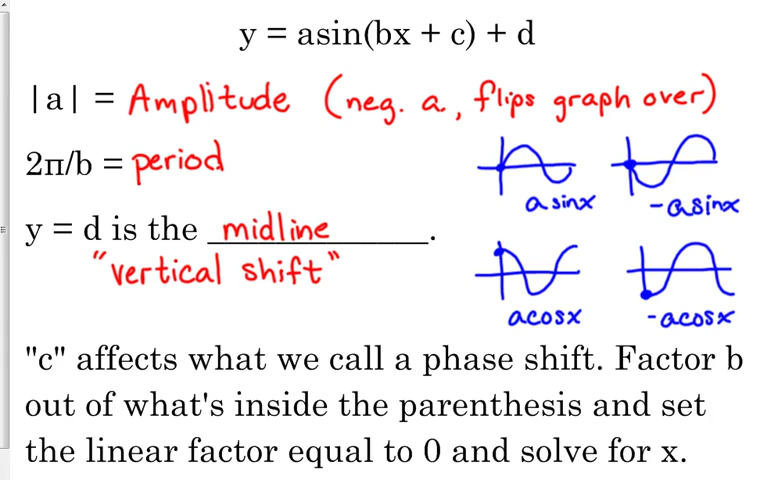 y = asin(bx + c) + d
|a| = Amplitude (neg. a, flips graph over)
2π/b = period
asinx
-asinx
y = d is the midline.
"vertical shift"
acosx
-acosx
"c" affects what we call a phase shift. Factor b
out of what's inside the parenthesis and set
the linear factor equal to 0 and solve for x.